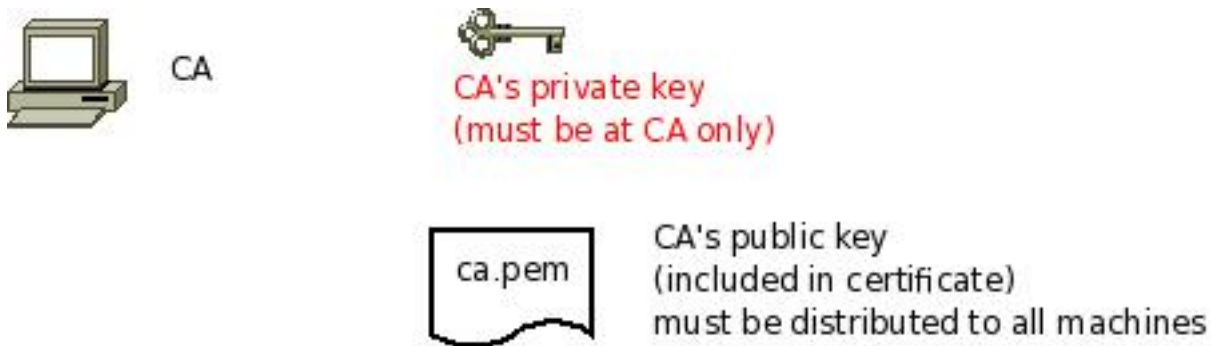 CA
CA's private key
(must be at CA only)
ca.pem
CA's public key
(included in certificate)
must be distributed to all machines